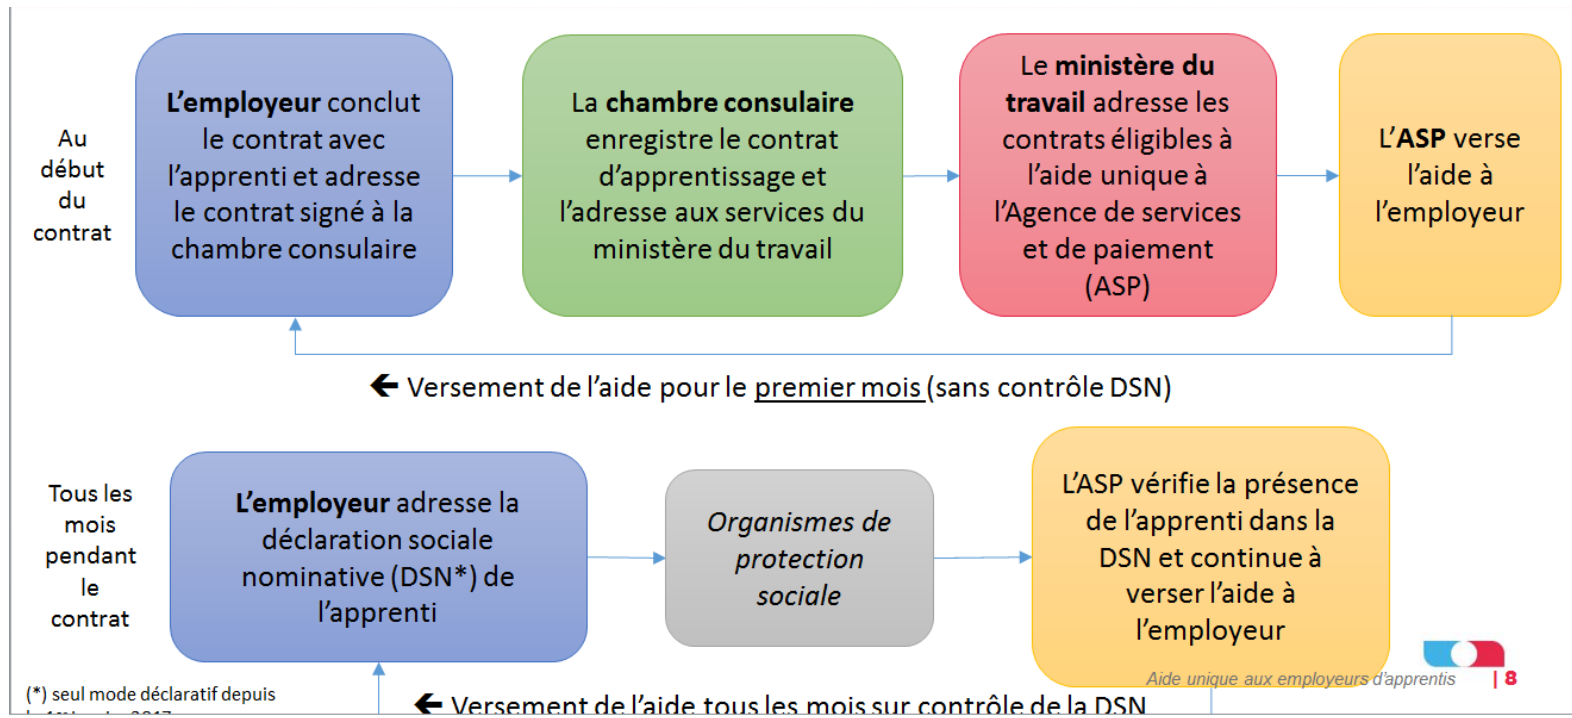 Au
début
du
contrat
L’employeur conclut
le contrat avec
l’apprenti et adresse
le contrat signé à la
chambre consulaire
La chambre consulaire
enregistre le contrat
d’apprentissage et
l’adresse aux services du
ministère du travail
Le ministère du
travail adresse les
contrats éligibles à
l’aide unique à
l’Agence de services
et de paiement
(ASP)
L’ASP verse
l’aide à
l’employeur
🡰 Versement de l’aide pour le premier mois (sans contrôle DSN)
Tous les
mois
pendant
le
contrat
L’employeur adresse la
déclaration sociale
nominative (DSN*) de
l’apprenti
Organismes de
protection
sociale
L’ASP vérifie la présence
de l’apprenti dans la
DSN et continue à
verser l’aide à
l’employeur
Aide unique aux employeurs d’apprentis | 8
(*) seul mode déclaratif depuis
🡰 Versement de l’aide tous les mois sur contrôle de la DSN